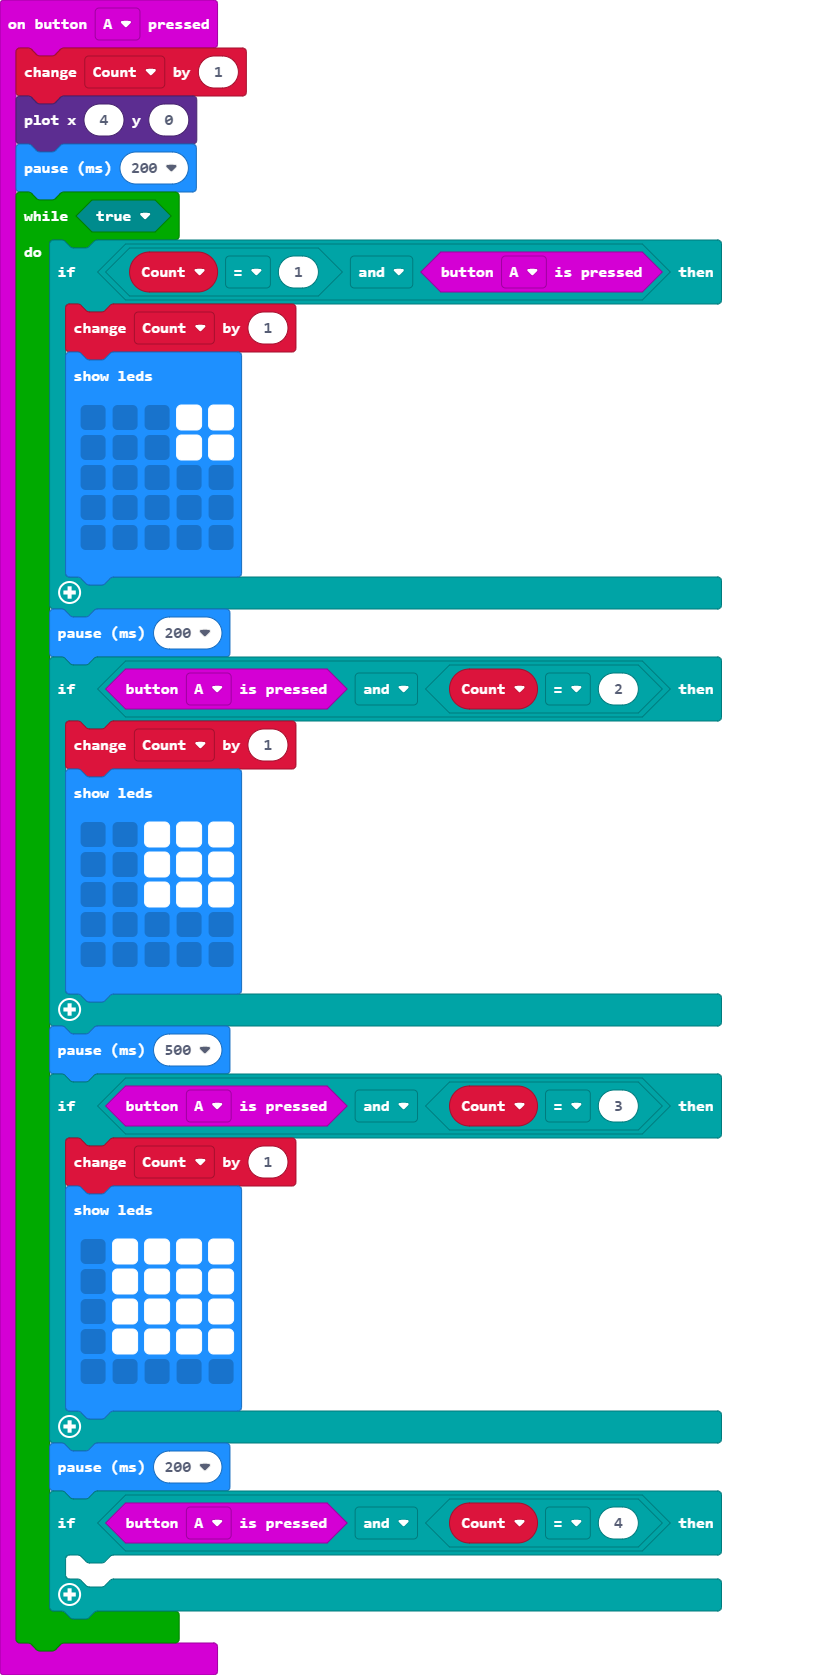 on button A pressed
change Count by 1
plot x 4 y 0
pause (ms) 200
while true
do
if Count = 1 and button A is pressed then
change Count by 1
show leds
pause (ms) 200
if button A is pressed and Count = 2 then
change Count by 1
show leds
pause (ms) 500
if button A is pressed and Count = 3 then
change Count by 1
show leds
pause (ms) 200
if button A is pressed and Count = 4 then